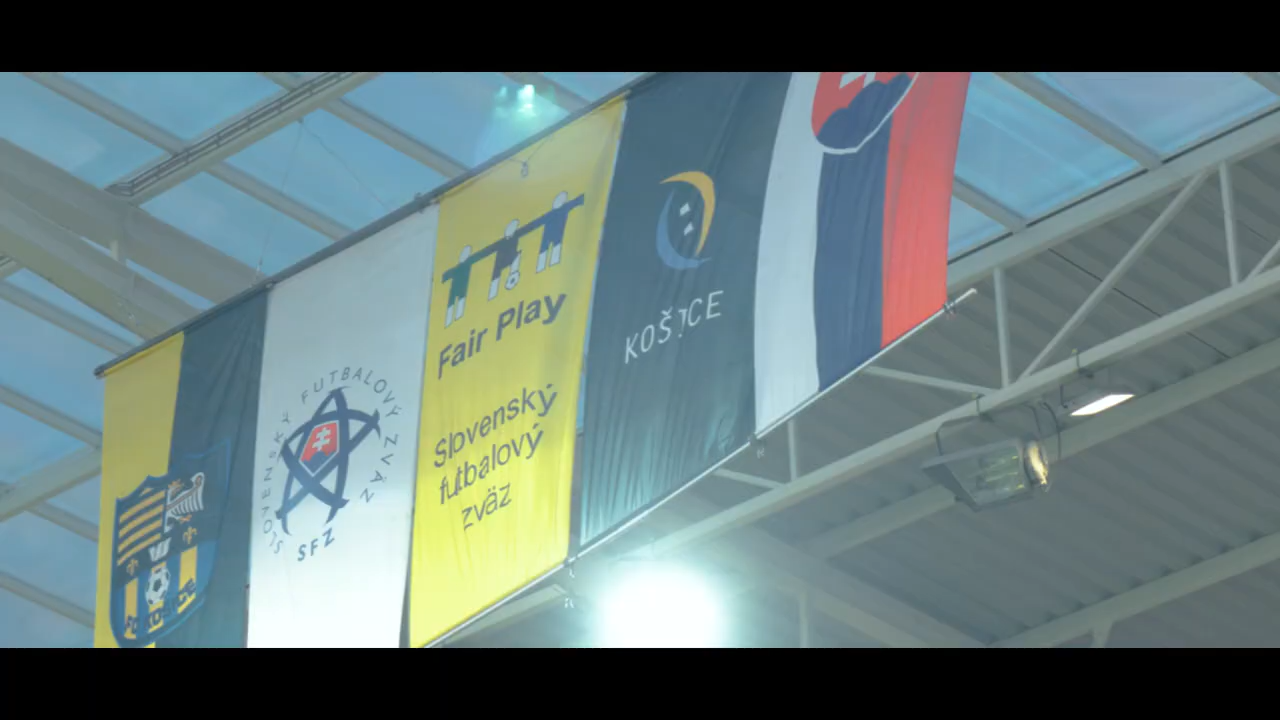 SLOVENSKÝ FUTBALOVÝ ZVÄZ
SFZ
Fair Play
Slovenský
futbalový
zväz
KOŠICE